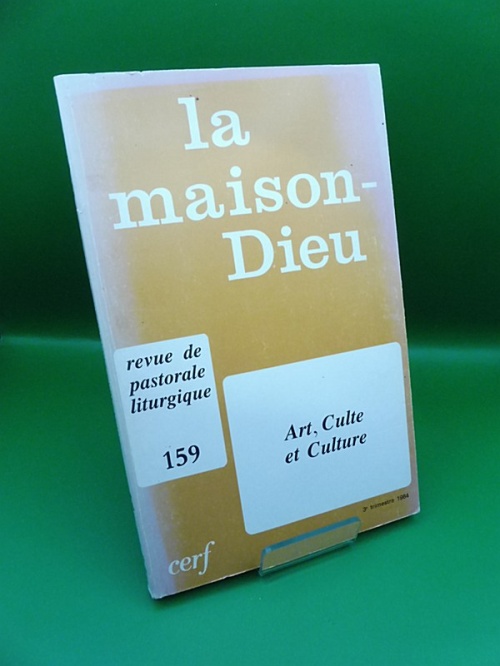 la
maison-
Dieu
revue de
pastorale
liturgique
159
Art, Culte
et Culture
3e trimestre 1984
cerf